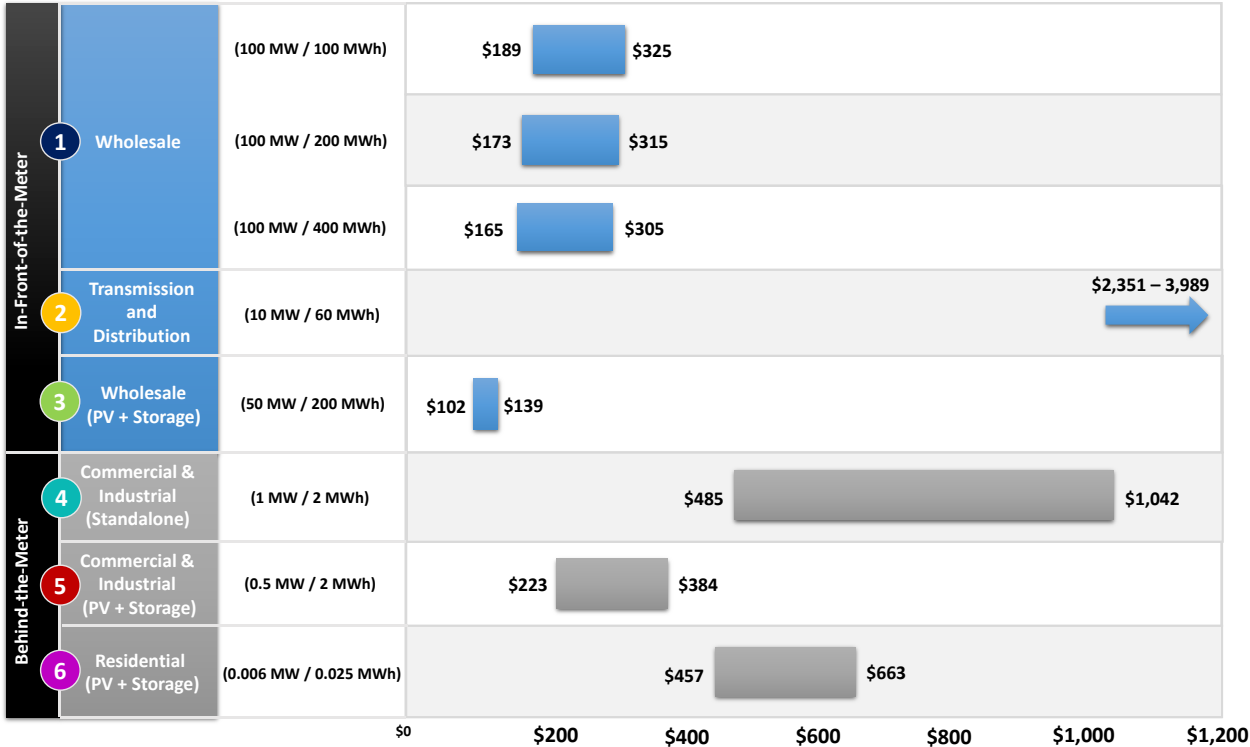 In-Front-of-the-Meter
1
Wholesale
(100 MW / 100 MWh)
$189
$325
(100 MW / 200 MWh)
$173
$315
(100 MW / 400 MWh)
$165
$305
2
Transmission
and
Distribution
(10 MW / 60 MWh)
$2,351 – 3,989
3
Wholesale
(PV + Storage)
(50 MW / 200 MWh)
$102
$139
Behind-the-Meter
4
Commercial &
Industrial
(Standalone)
(1 MW / 2 MWh)
$485
$1,042
5
Commercial &
Industrial
(PV + Storage)
(0.5 MW / 2 MWh)
$223
$384
6
Residential
(PV + Storage)
(0.006 MW / 0.025 MWh)
$457
$663
$0
$200
$400
$600
$800
$1,000
$1,200